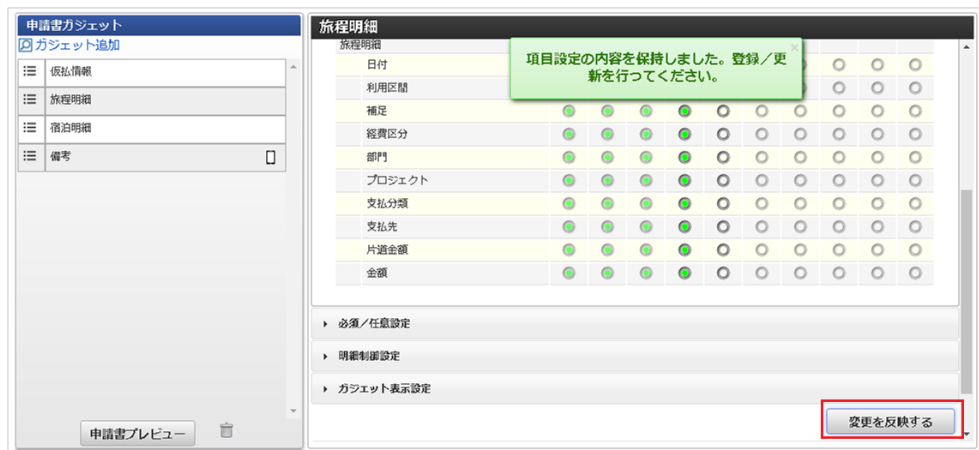 申請書ガジェット
ガジェット追加
仮払情報
旅程明細
宿泊明細
備考
申請書プレビュー
旅程明細
旅程明細
項目設定の内容を保持しました。登録／更
新を行ってください。
日付
利用区間
補足
経費区分
部門
プロジェクト
支払分類
支払先
片道金額
金額
必須／任意設定
明細制御設定
ガジェット表示設定
変更を反映する